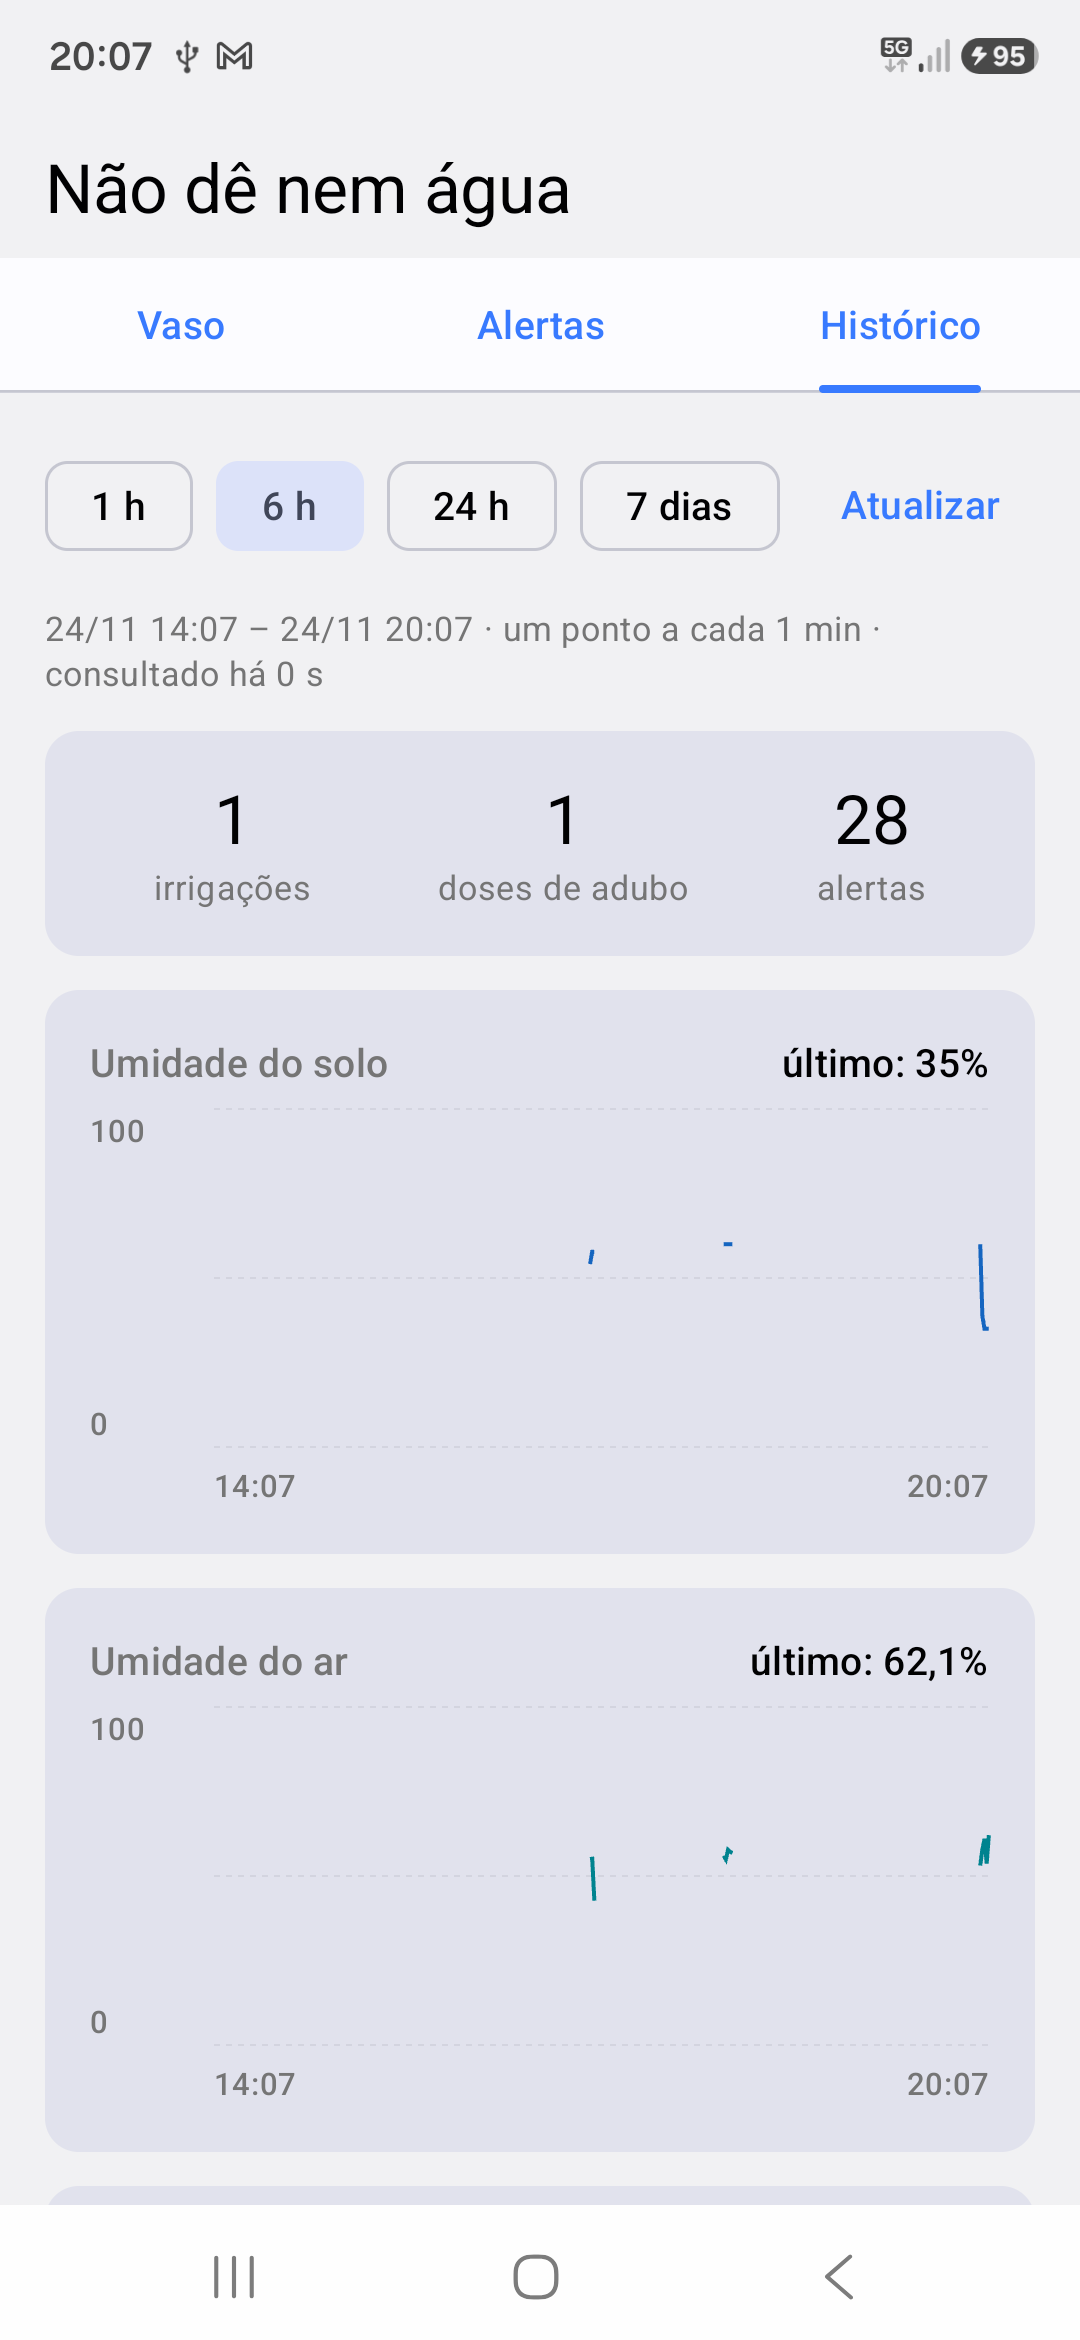 20:07
5G
95
Não dê nem água
Vaso
Alertas
Histórico
1 h
6 h
24 h
7 dias
Atualizar
24/11 14:07 – 24/11 20:07 · um ponto a cada 1 min ·
consultado há 0 s
1
1
28
irrigações
doses de adubo
alertas
Umidade do solo
último: 35%
100
0
14:07
20:07
Umidade do ar
último: 62,1%
100
0
14:07
20:07